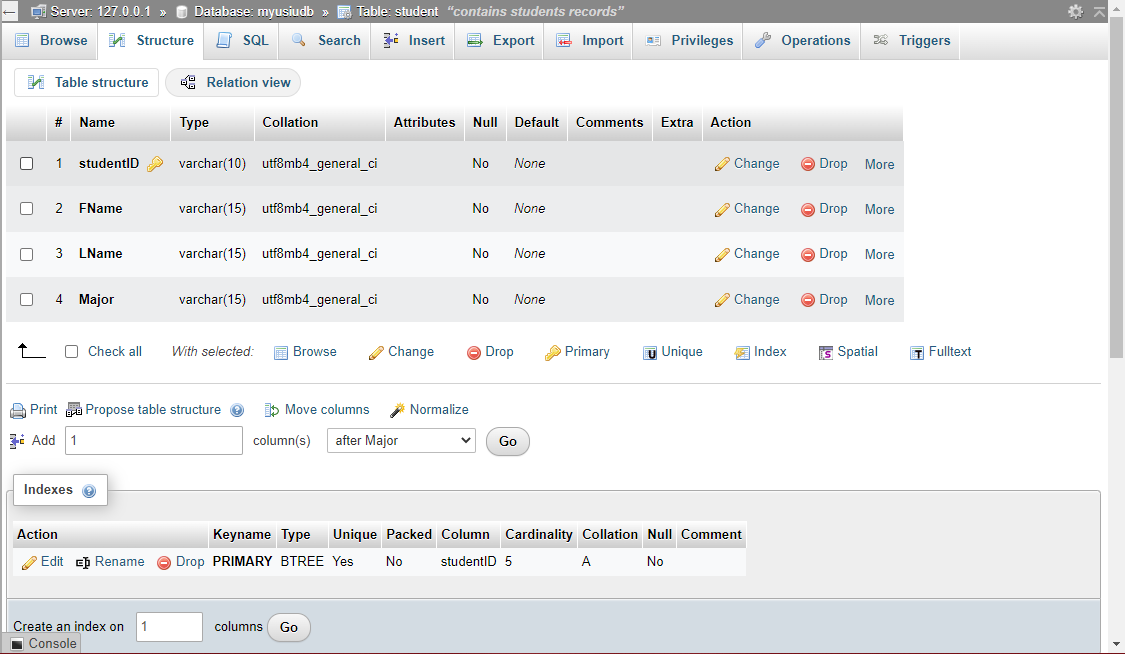 Server: 127.0.0.1 » Database: myusiudb » Table: student "contains students records"
Browse Structure SQL Search Insert Export Import Privileges Operations Triggers
Table structure Relation view
# Name Type Collation Attributes Null Default Comments Extra Action
1 studentID varchar(10) utf8mb4_general_ci No None Change Drop More
2 FName varchar(15) utf8mb4_general_ci No None Change Drop More
3 LName varchar(15) utf8mb4_general_ci No None Change Drop More
4 Major varchar(15) utf8mb4_general_ci No None Change Drop More
Check all With selected: Browse Change Drop Primary Unique Index Spatial Fulltext
Print Propose table structure Move columns Normalize
Add 1 column(s) after Major Go
Indexes
Action Keyname Type Unique Packed Column Cardinality Collation Null Comment
Edit Rename Drop PRIMARY BTREE Yes No studentID 5 A No
Create an index on 1 columns Go
Console